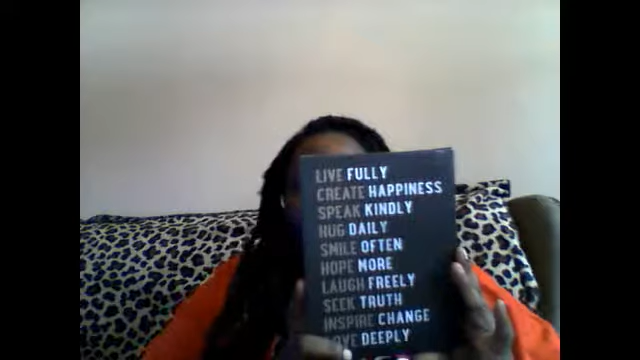 LIVE FULLY
CREATE HAPPINESS
SPEAK KINDLY
HUG DAILY
SMILE OFTEN
HOPE MORE
LAUGH FREELY
SEEK TRUTH
INSPIRE CHANGE
LOVE DEEPLY